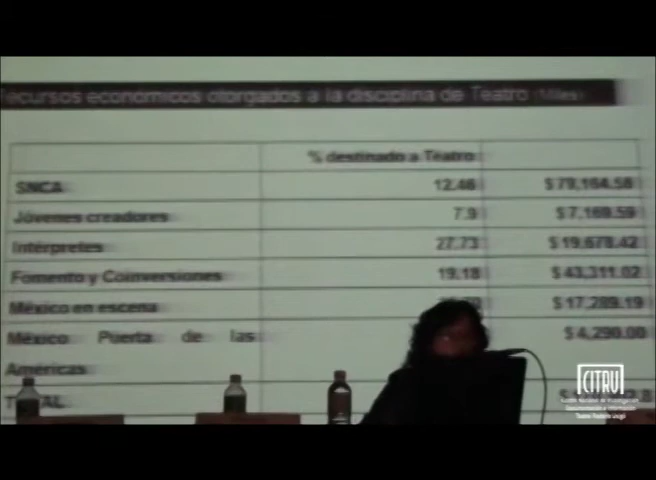 Recursos económicos otorgados a la disciplina de Teatro (Miles)
% destinado a Teatro
SNCA 12.46 $79,164.58
Jóvenes creadores 7.9 $7,169.59
Intérpretes 27.73 $19,678.42
Fomento y Coinversiones 19.18 $43,311.02
México en escena $17,289.19
México Puerta de las $4,290.00
Américas
TOTAL
CITRU